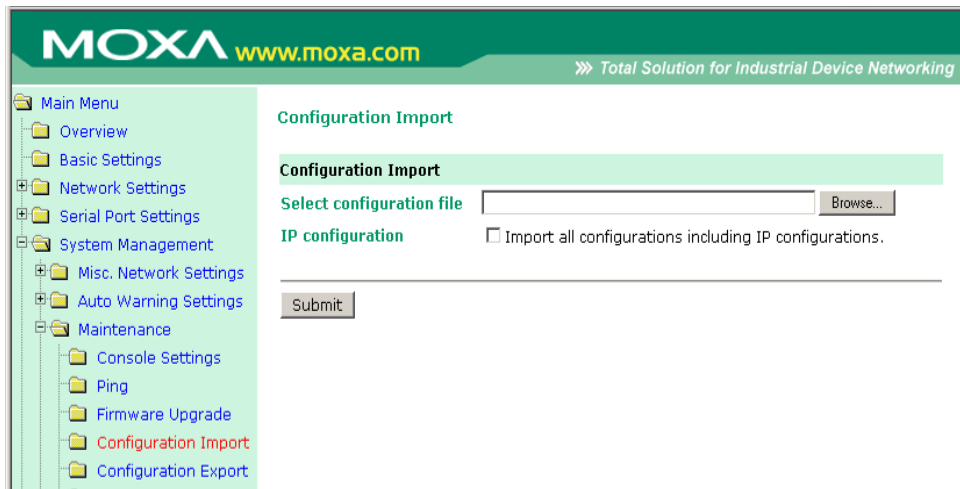 MOXA www.moxa.com
Total Solution for Industrial Device Networking
Main Menu
Overview
Basic Settings
Network Settings
Serial Port Settings
System Management
Misc. Network Settings
Auto Warning Settings
Maintenance
Console Settings
Ping
Firmware Upgrade
Configuration Import
Configuration Export
Configuration Import
Configuration Import
Select configuration file Browse...
IP configuration Import all configurations including IP configurations.
Submit